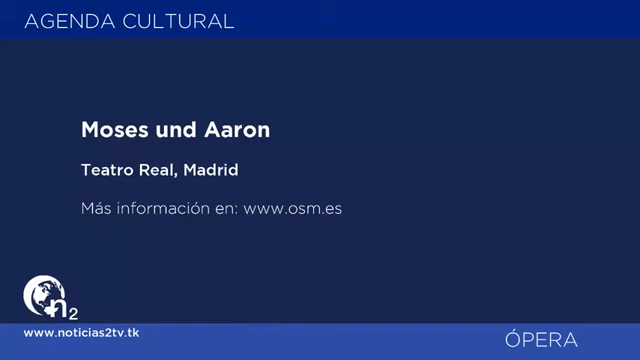 AGENDA CULTURAL
Moses und Aaron
Teatro Real, Madrid
Más información en: www.osm.es
n2
www.noticias2tv.tk
ÓPERA